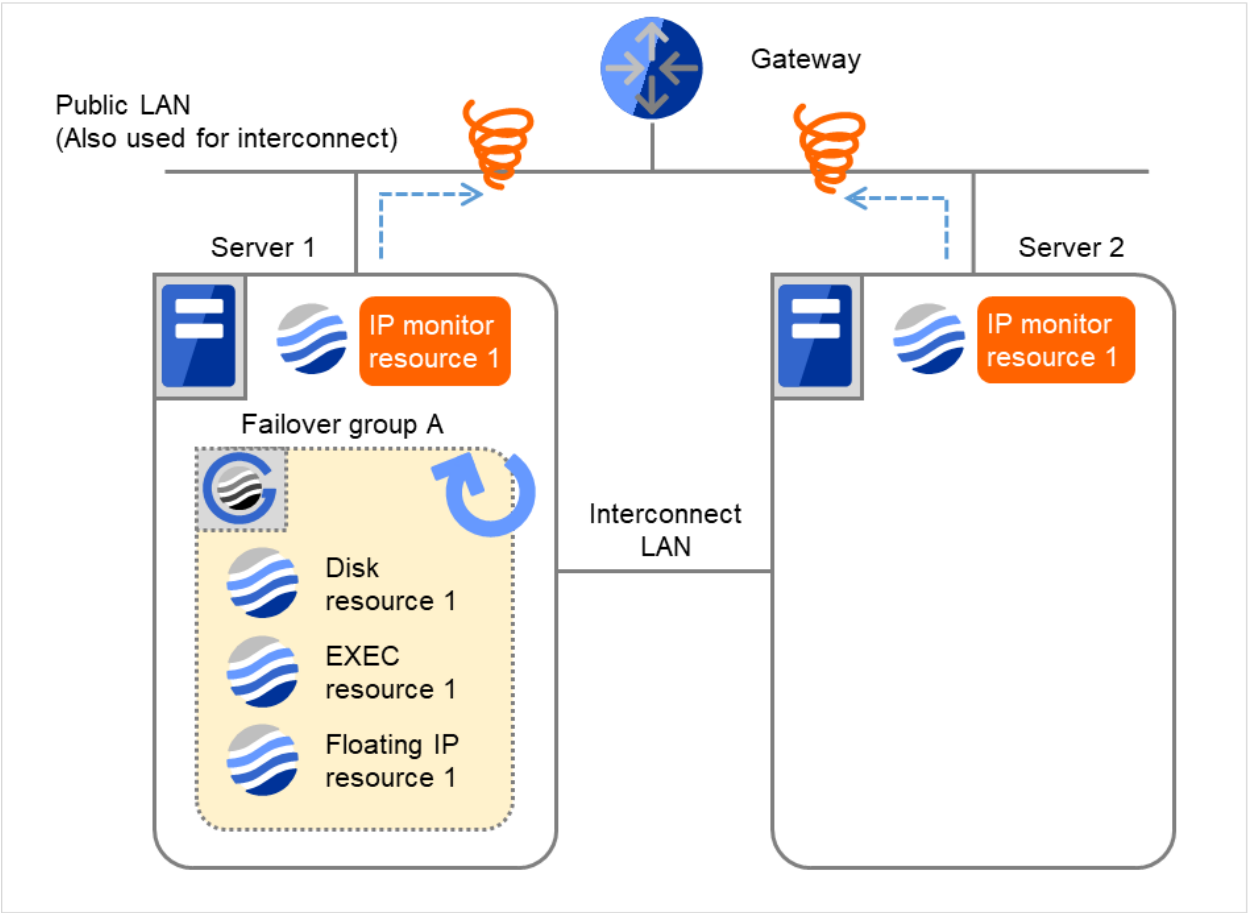 Gateway
Public LAN
(Also used for interconnect)
Server 1
Server 2
IP monitor
resource 1
IP monitor
resource 1
Failover group A
Interconnect
LAN
Disk
resource 1
EXEC
resource 1
Floating IP
resource 1